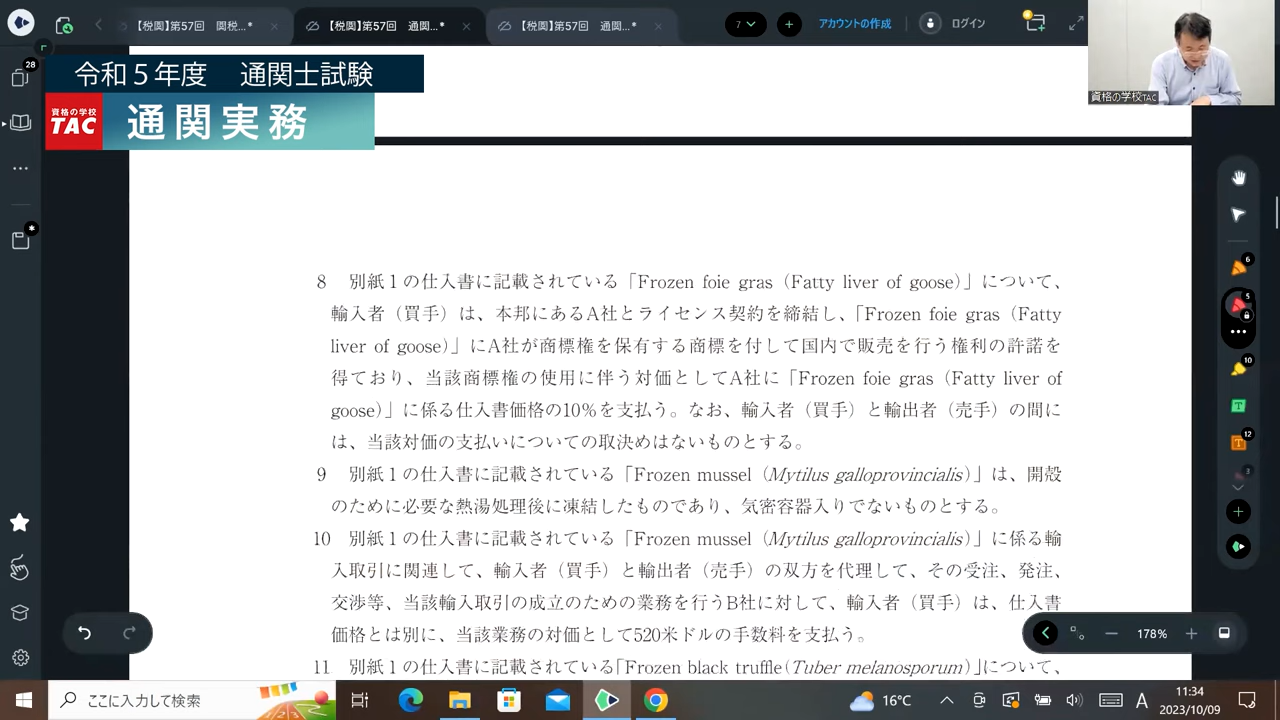 【税関】第57回 関税...*
【税関】第57回 通関...*
【税関】第57回 通関...*
7
アカウントの作成
ログイン
28
令和5年度 通関士試験
資格の学校
TAC
通関実務
資格の学校TAC
8 別紙1の仕入書に記載されている「Frozen foie gras（Fatty liver of goose）」について、
輸入者（買手）は、本邦にあるA社とライセンス契約を締結し、「Frozen foie gras（Fatty
liver of goose）」にA社が商標権を保有する商標を付して国内で販売を行う権利の許諾を
得ており、当該商標権の使用に伴う対価としてA社に「Frozen foie gras（Fatty liver of
goose）」に係る仕入書価格の10％を支払う。なお、輸入者（買手）と輸出者（売手）の間に
は、当該対価の支払いについての取決めはないものとする。
9 別紙1の仕入書に記載されている「Frozen mussel（Mytilus galloprovincialis）」は、開殻
のために必要な熱湯処理後に凍結したものであり、気密容器入りでないものとする。
10 別紙1の仕入書に記載されている「Frozen mussel（Mytilus galloprovincialis）」に係る輸
入取引に関連して、輸入者（買手）と輸出者（売手）の双方を代理して、その受注、発注、
交渉等、当該輸入取引の成立のための業務を行うB社に対して、輸入者（買手）は、仕入書
価格とは別に、当該業務の対価として520米ドルの手数料を支払う。
11 別紙1の仕入書に記載されている「Frozen black truffle（Tuber melanosporum）」について、
6
5
10
12
3
178%
ここに入力して検索
16℃
A
11:34
2023/10/09